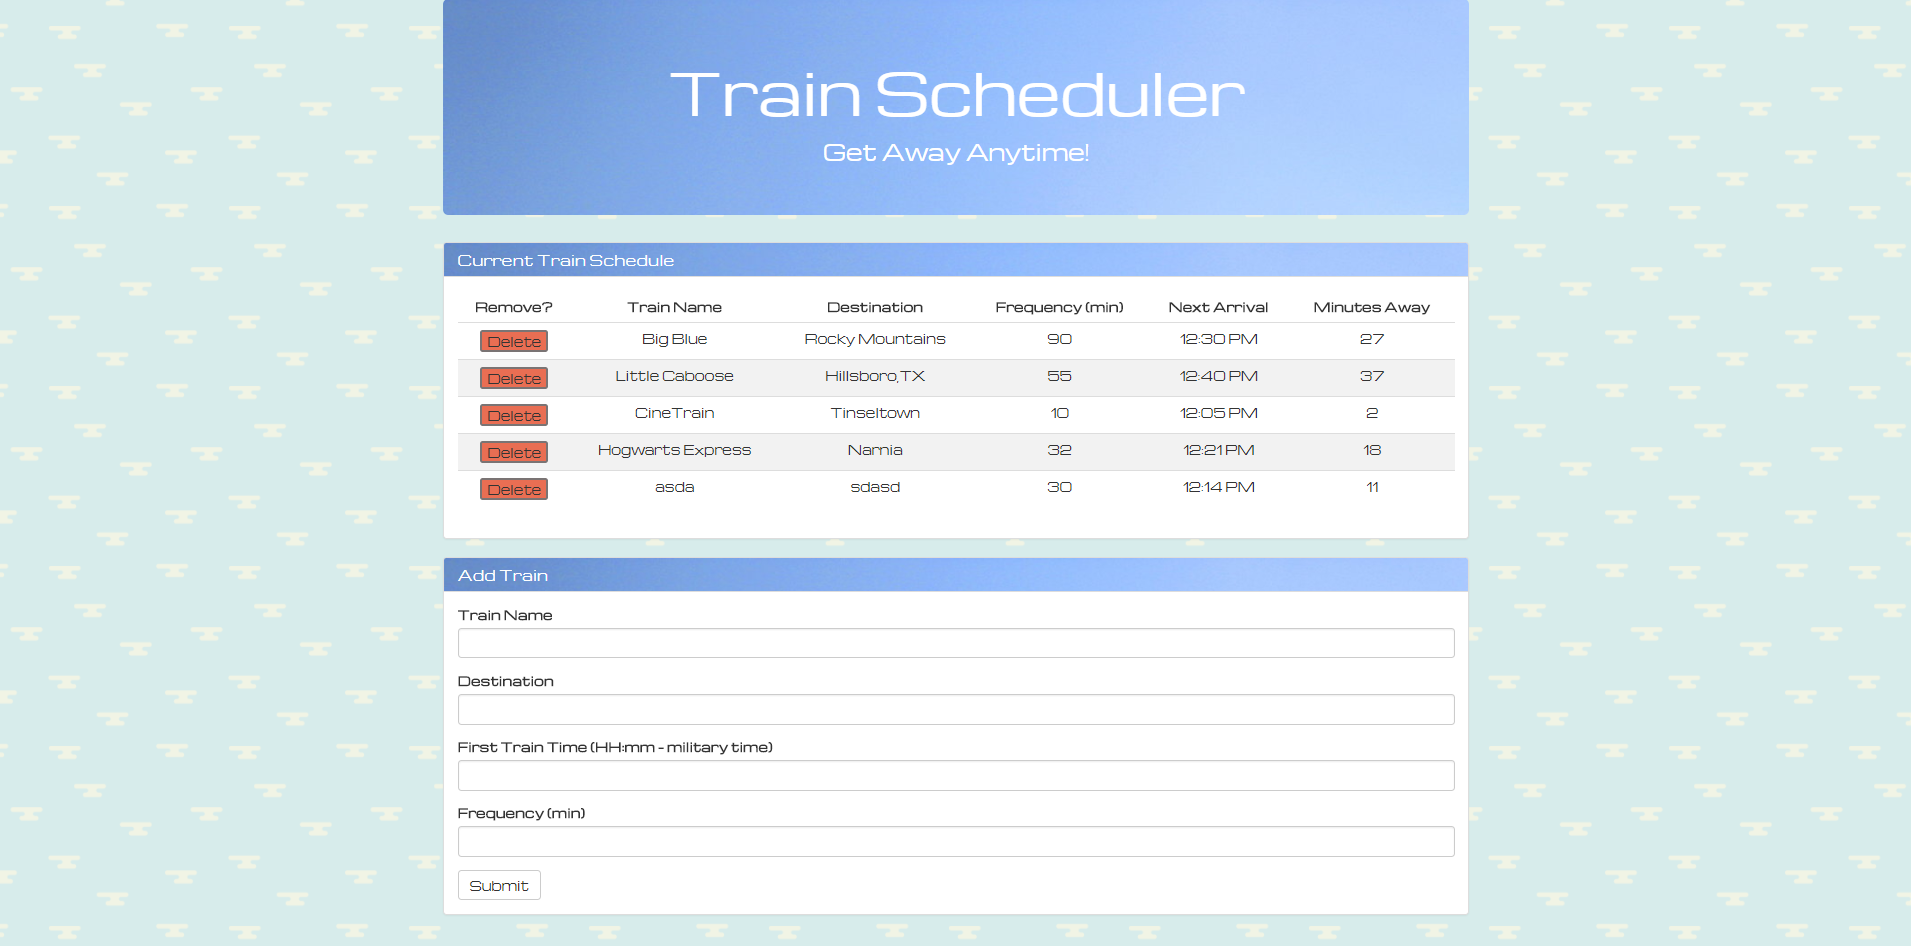 Train Scheduler
Get Away Anytime!
Current Train Schedule
Remove? Train Name Destination Frequency (min) Next Arrival Minutes Away
Delete Big Blue Rocky Mountains 90 12:30 PM 27
Delete Little Caboose Hillsboro, TX 55 12:40 PM 37
Delete CineTrain Tinseltown 10 12:05 PM 2
Delete Hogwarts Express Narnia 32 12:21 PM 18
Delete asda sdasd 30 12:14 PM 11
Add Train
Train Name
Destination
First Train Time (HH:mm - military time)
Frequency (min)
Submit